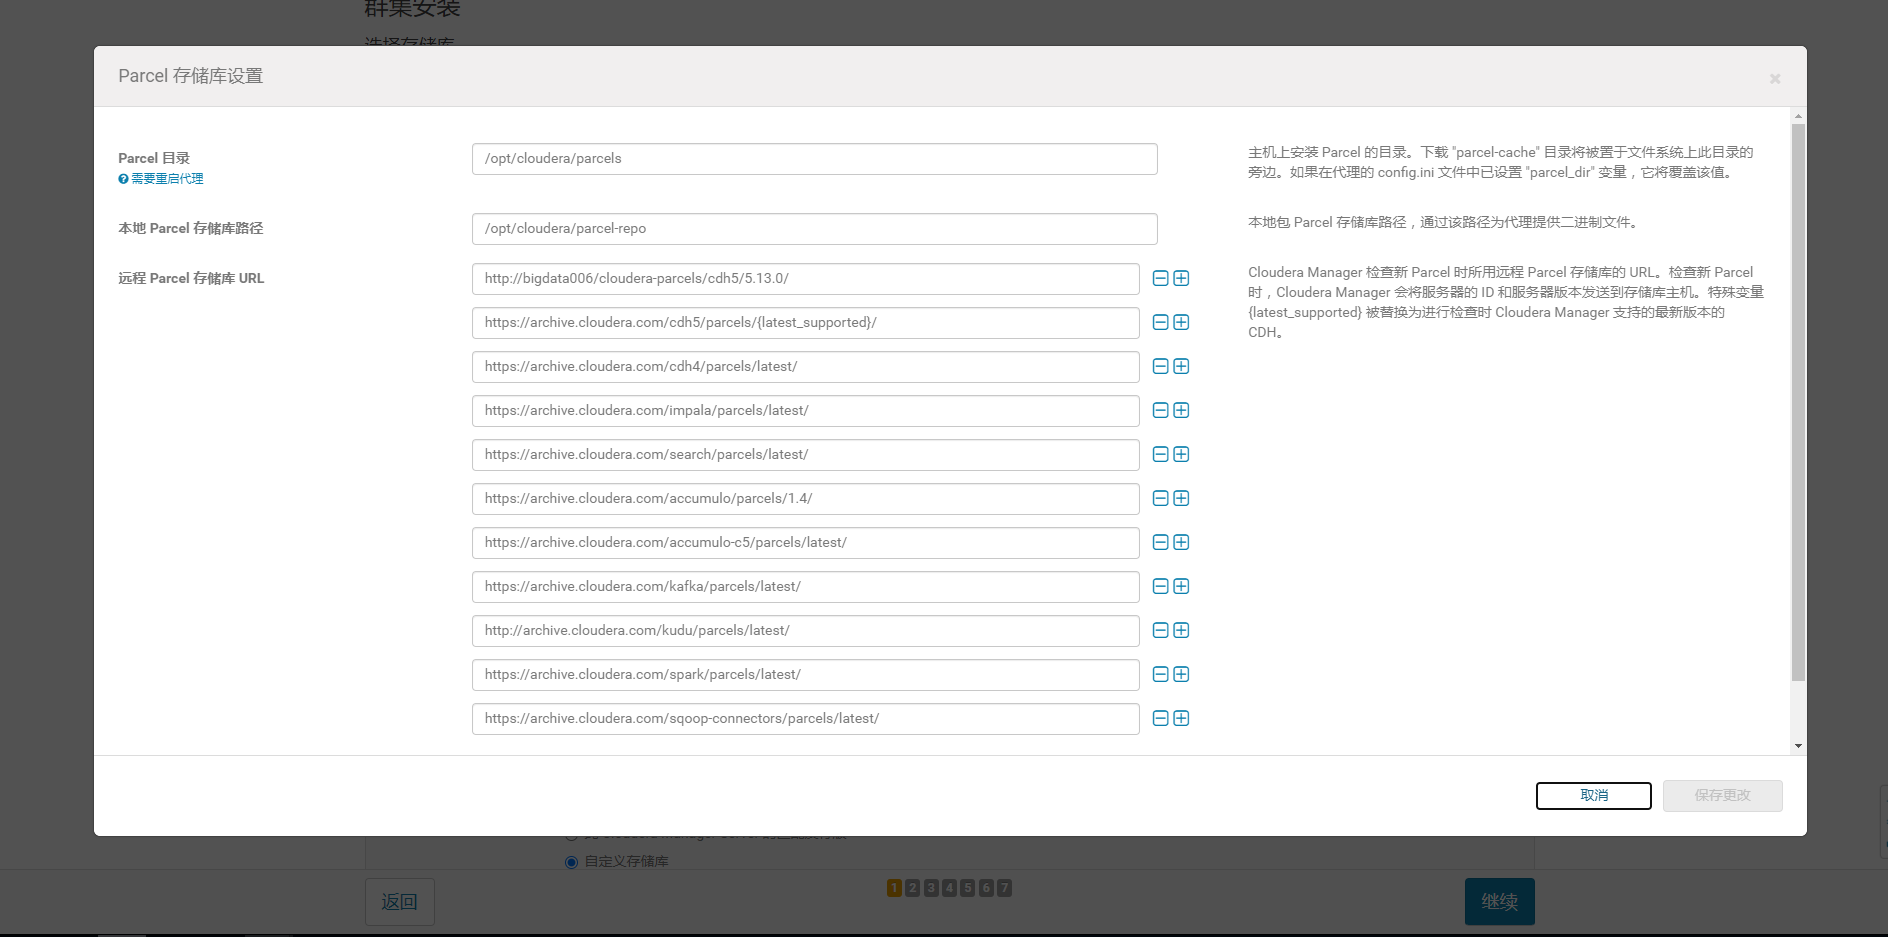 群集安装
选择存储库
Parcel 存储库设置
Parcel 目录
需要重启代理
/opt/cloudera/parcels
主机上安装 Parcel 的目录。下载 "parcel-cache" 目录将被置于文件系统上此目录的
旁边。如果在代理的 config.ini 文件中已设置 "parcel_dir" 变量，它将覆盖该值。
本地 Parcel 存储库路径
/opt/cloudera/parcel-repo
本地包 Parcel 存储库路径，通过该路径为代理提供二进制文件。
远程 Parcel 存储库 URL
http://bigdata006/cloudera-parcels/cdh5/5.13.0/
https://archive.cloudera.com/cdh5/parcels/{latest_supported}/
https://archive.cloudera.com/cdh4/parcels/latest/
https://archive.cloudera.com/impala/parcels/latest/
https://archive.cloudera.com/search/parcels/latest/
https://archive.cloudera.com/accumulo/parcels/1.4/
https://archive.cloudera.com/accumulo-c5/parcels/latest/
https://archive.cloudera.com/kafka/parcels/latest/
http://archive.cloudera.com/kudu/parcels/latest/
https://archive.cloudera.com/spark/parcels/latest/
https://archive.cloudera.com/sqoop-connectors/parcels/latest/
Cloudera Manager 检查新 Parcel 时所用远程 Parcel 存储库的 URL。检查新 Parcel
时，Cloudera Manager 会将服务器的 ID 和服务器版本发送到存储库主机。特殊变量
{latest_supported} 被替换为进行检查时 Cloudera Manager 支持的最新版本的
CDH。
取消
保存更改
自定义存储库
返回
1 2 3 4 5 6 7
继续